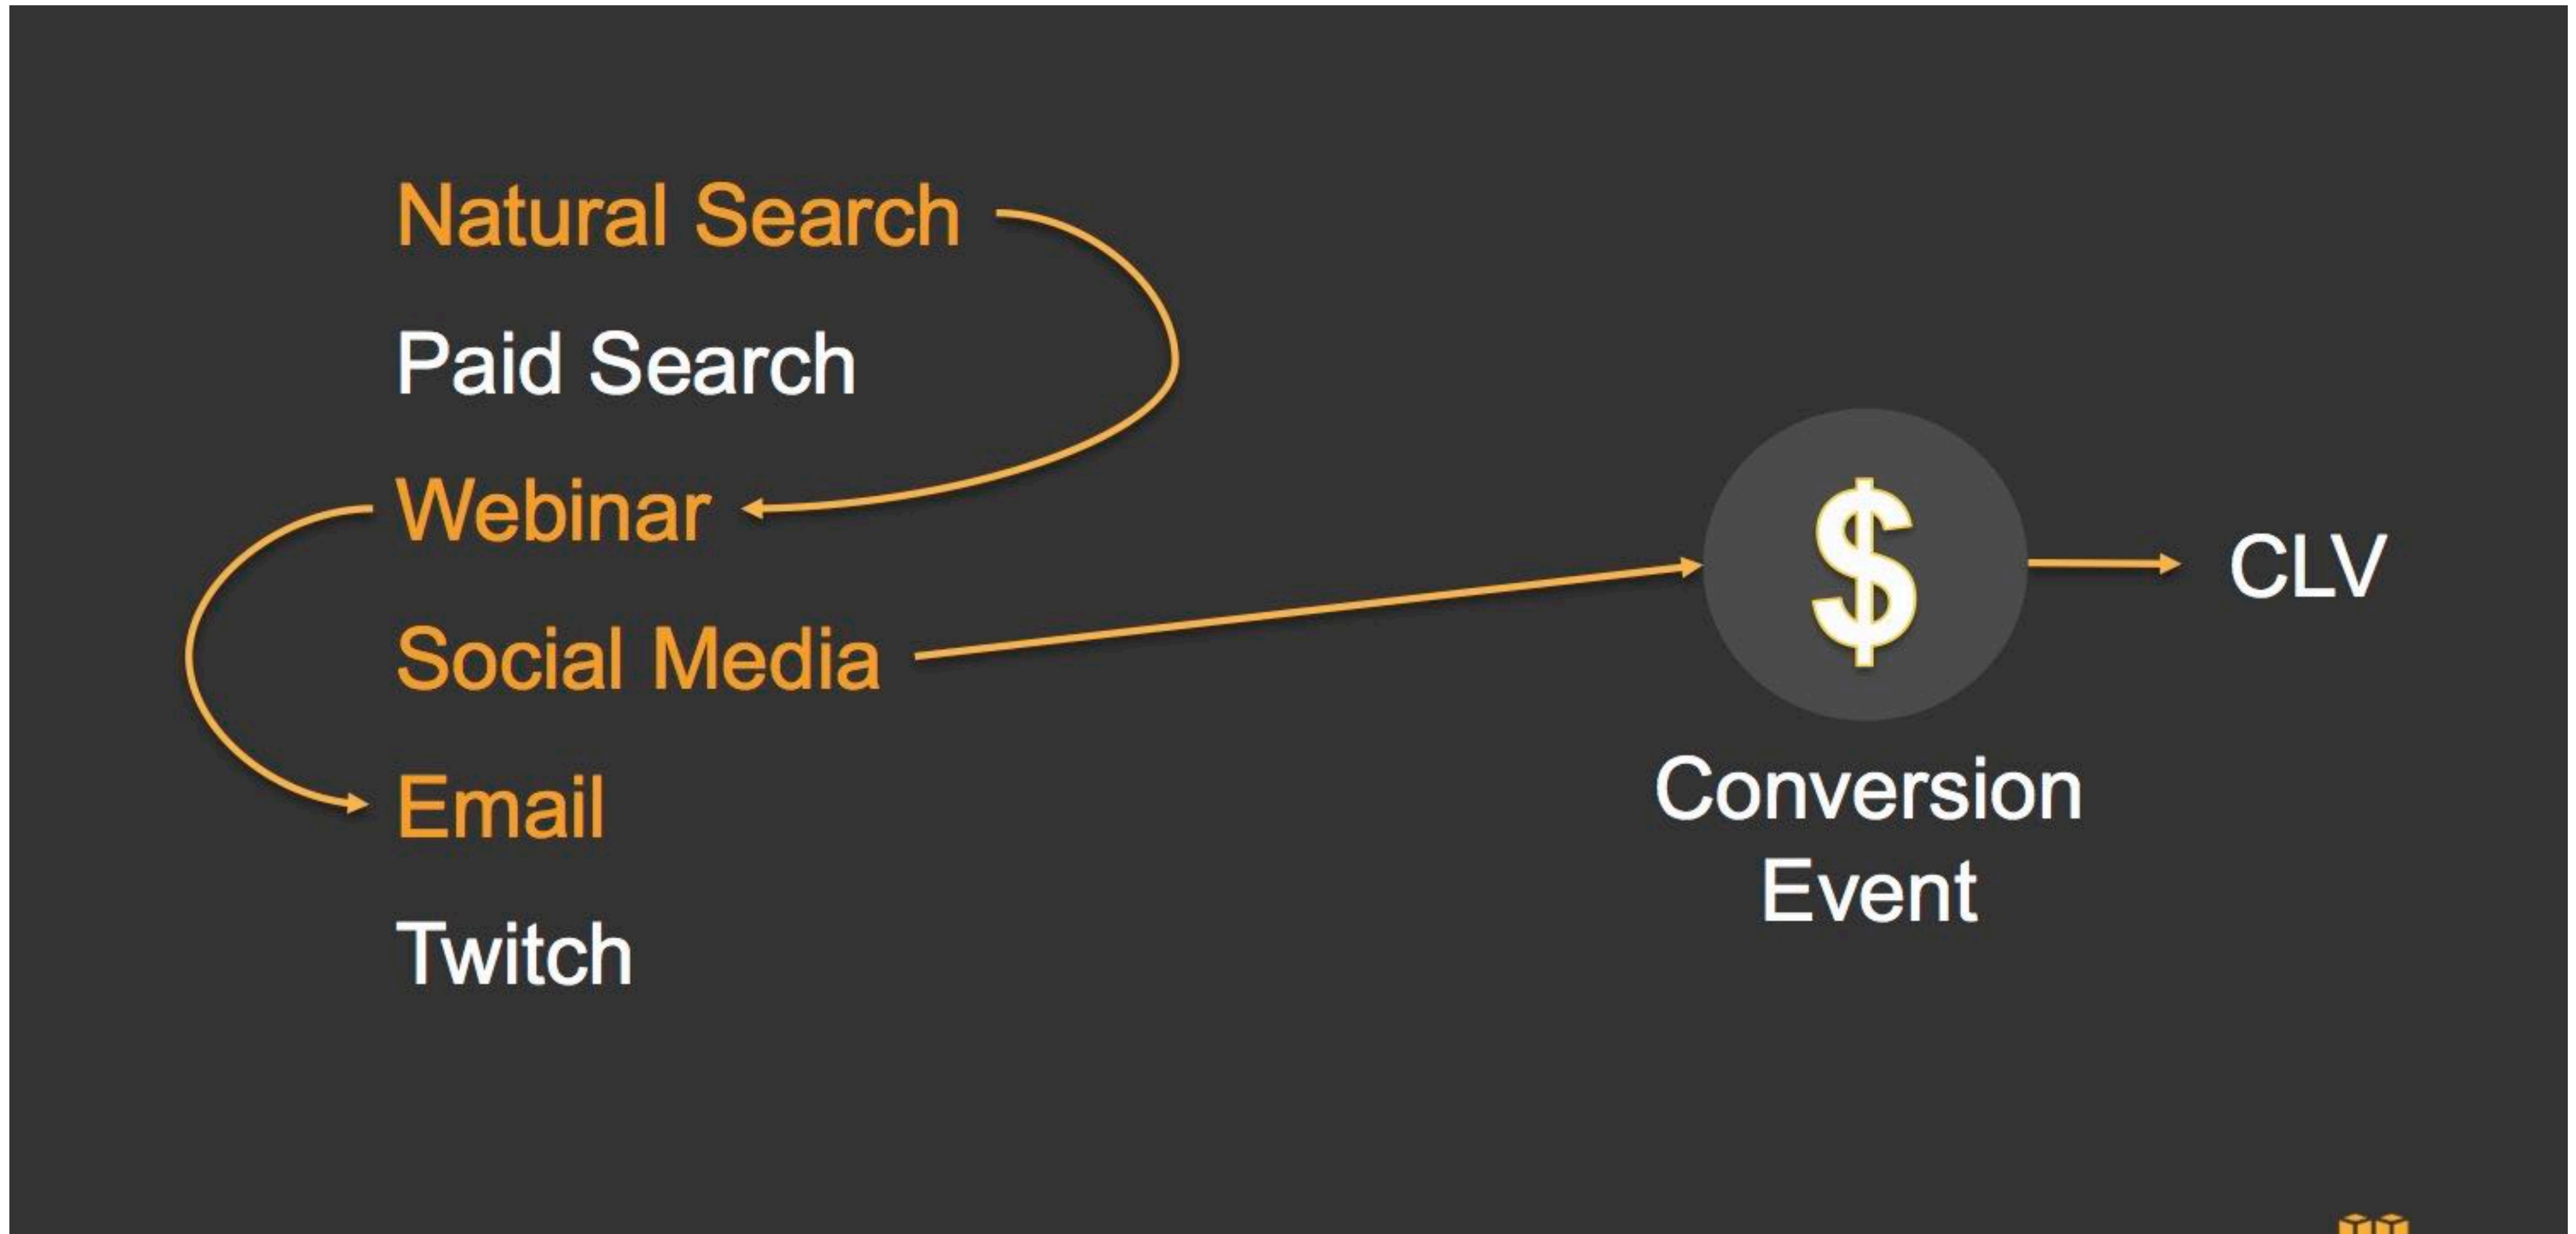 Natural Search
Paid Search
Webinar
Social Media
Email
Twitch
$
CLV
Conversion
Event